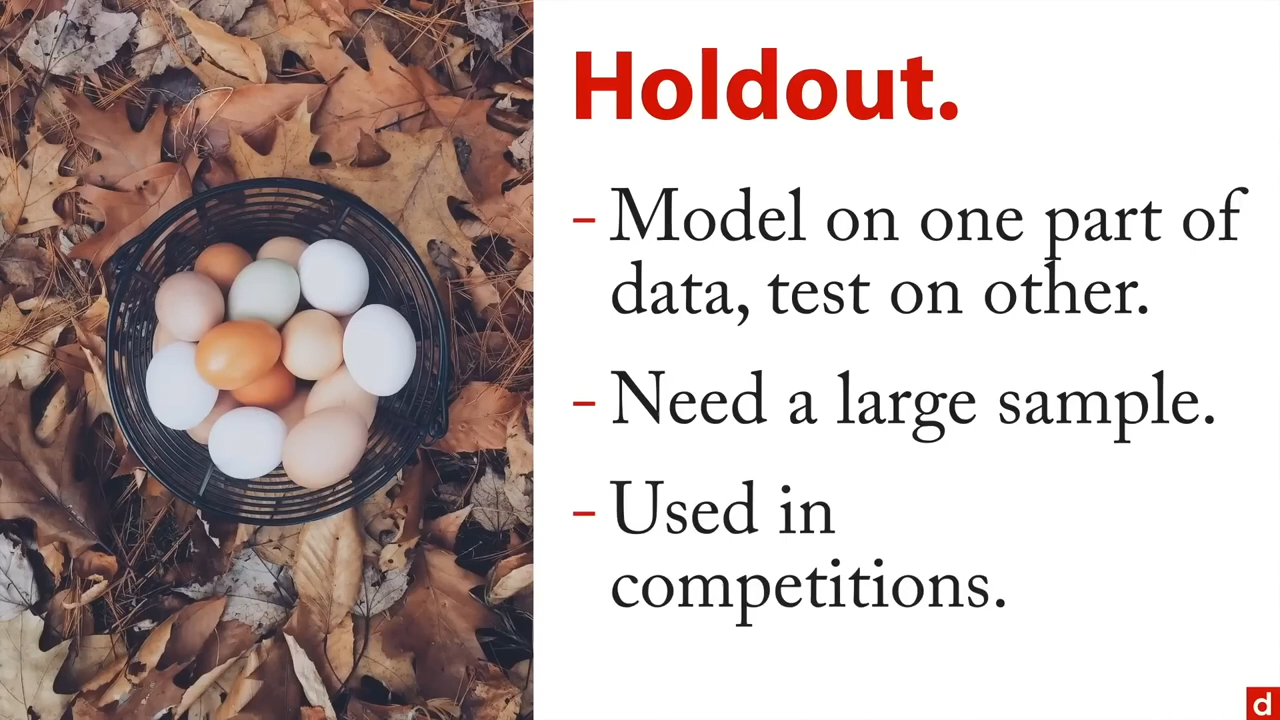 Holdout.
- Model on one part of
data, test on other.
- Need a large sample.
- Used in
competitions.
d